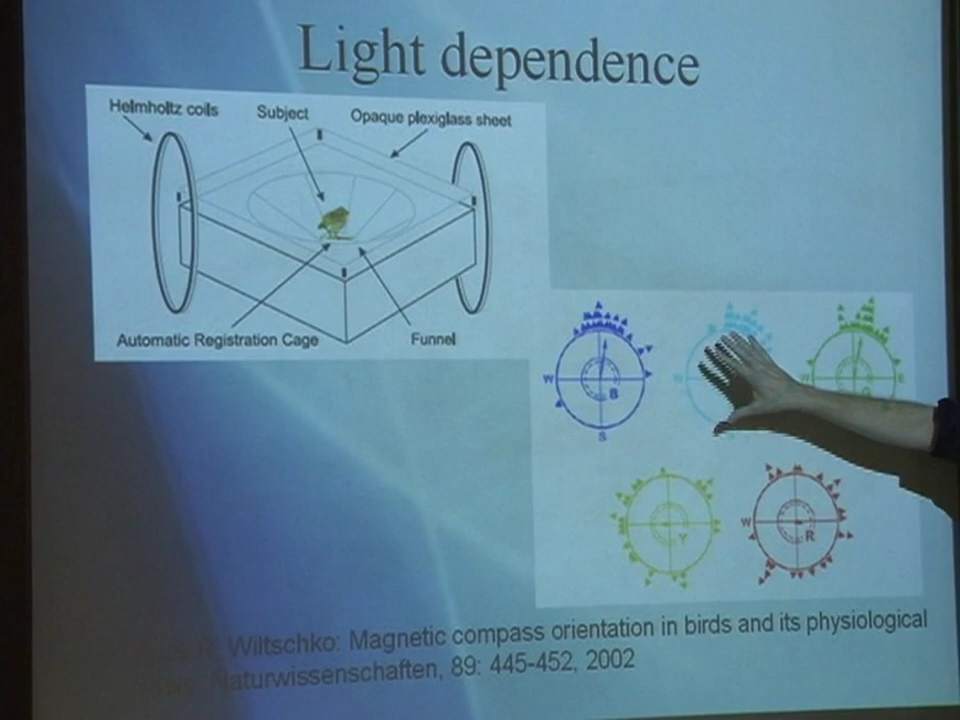 Light dependence
Helmholtz coils
Subject
Opaque plexiglass sheet
Automatic Registration Cage
Funnel
W
B
S
W
E
G
Y
W
R
Wiltschko: Magnetic compass orientation in birds and its physiological
Naturwissenschaften, 89: 445-452, 2002